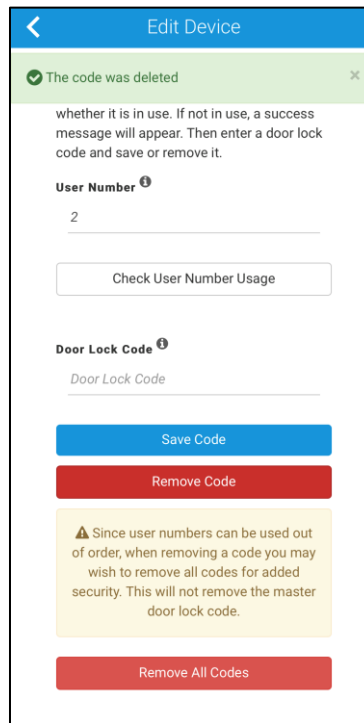 Edit Device
The code was deleted ×
whether it is in use. If not in use, a success
message will appear. Then enter a door lock
code and save or remove it.
User Number
2
Check User Number Usage
Door Lock Code
Door Lock Code
Save Code
Remove Code
Since user numbers can be used out
of order, when removing a code you may
wish to remove all codes for added
security. This will not remove the master
door lock code.
Remove All Codes